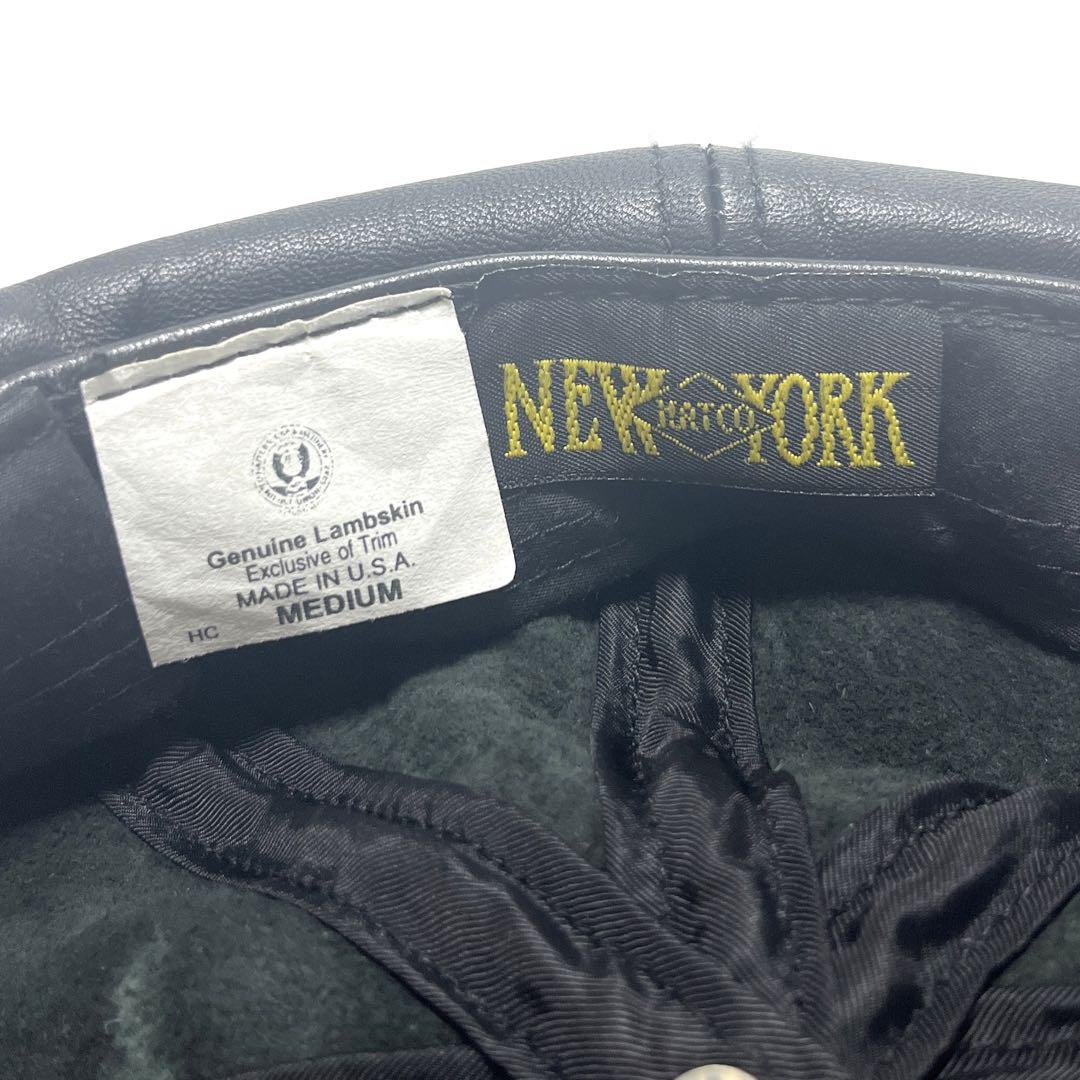 Genuine Lambskin
Exclusive of Trim
MADE IN U.S.A.
MEDIUM
HC
NEW HATCO YORK